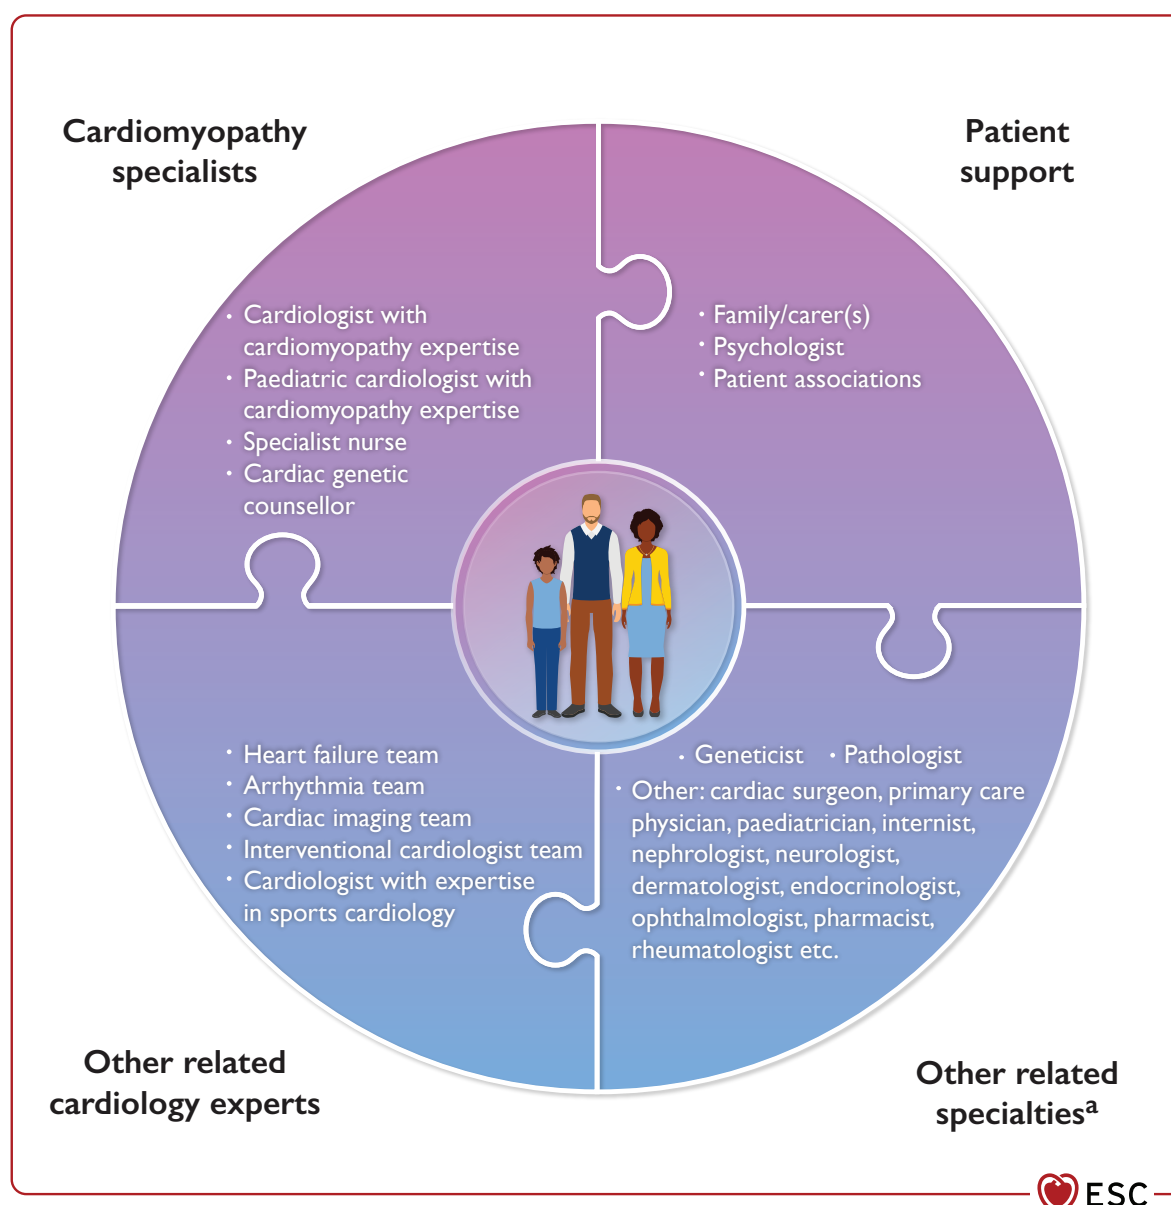 Cardiomyopathy
specialists
Patient
support
· Cardiologist with
cardiomyopathy expertise
· Paediatric cardiologist with
cardiomyopathy expertise
· Specialist nurse
· Cardiac genetic
counsellor
· Family/carer(s)
· Psychologist
· Patient associations
· Heart failure team
· Arrhythmia team
· Cardiac imaging team
· Interventional cardiologist team
· Cardiologist with expertise
in sports cardiology
· Geneticist · Pathologist
· Other: cardiac surgeon, primary care
physician, paediatrician, internist,
nephrologist, neurologist,
dermatologist, endocrinologist,
ophthalmologist, pharmacist,
rheumatologist etc.
Other related
cardiology experts
Other related
specialtiesᵃ
ESC